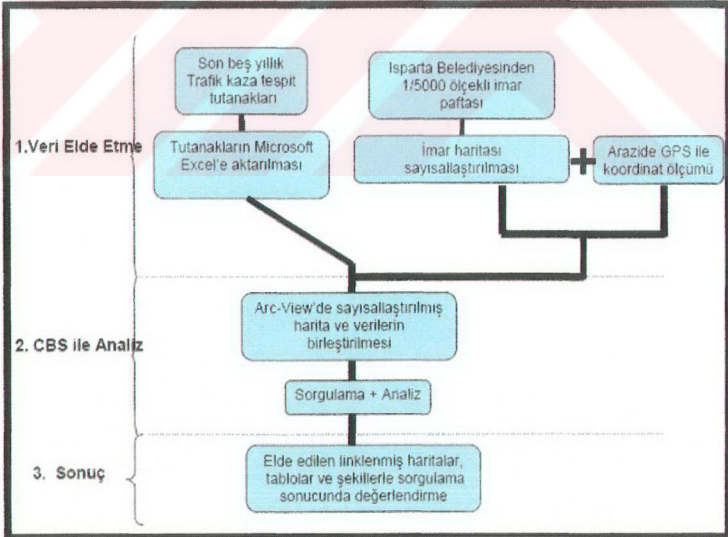 Son beş yıllık
Trafik kaza tespit
tutanakları
Isparta Belediyesinden
1/5000 ölçekli imar
paftası
1.Veri Elde Etme
Tutanakların Microsoft
Excel'e aktarılması
İmar haritası
sayısallaştırılması
+
Arazide GPS ile
koordinat ölçümü
2. CBS ile Analiz
Arc-View'de sayısallaştırılmış
harita ve verilerin
birleştirilmesi
Sorgulama + Analiz
3. Sonuç
Elde edilen linklenmiş haritalar,
tablolar ve şekillerle sorgulama
sonucunda değerlendirme